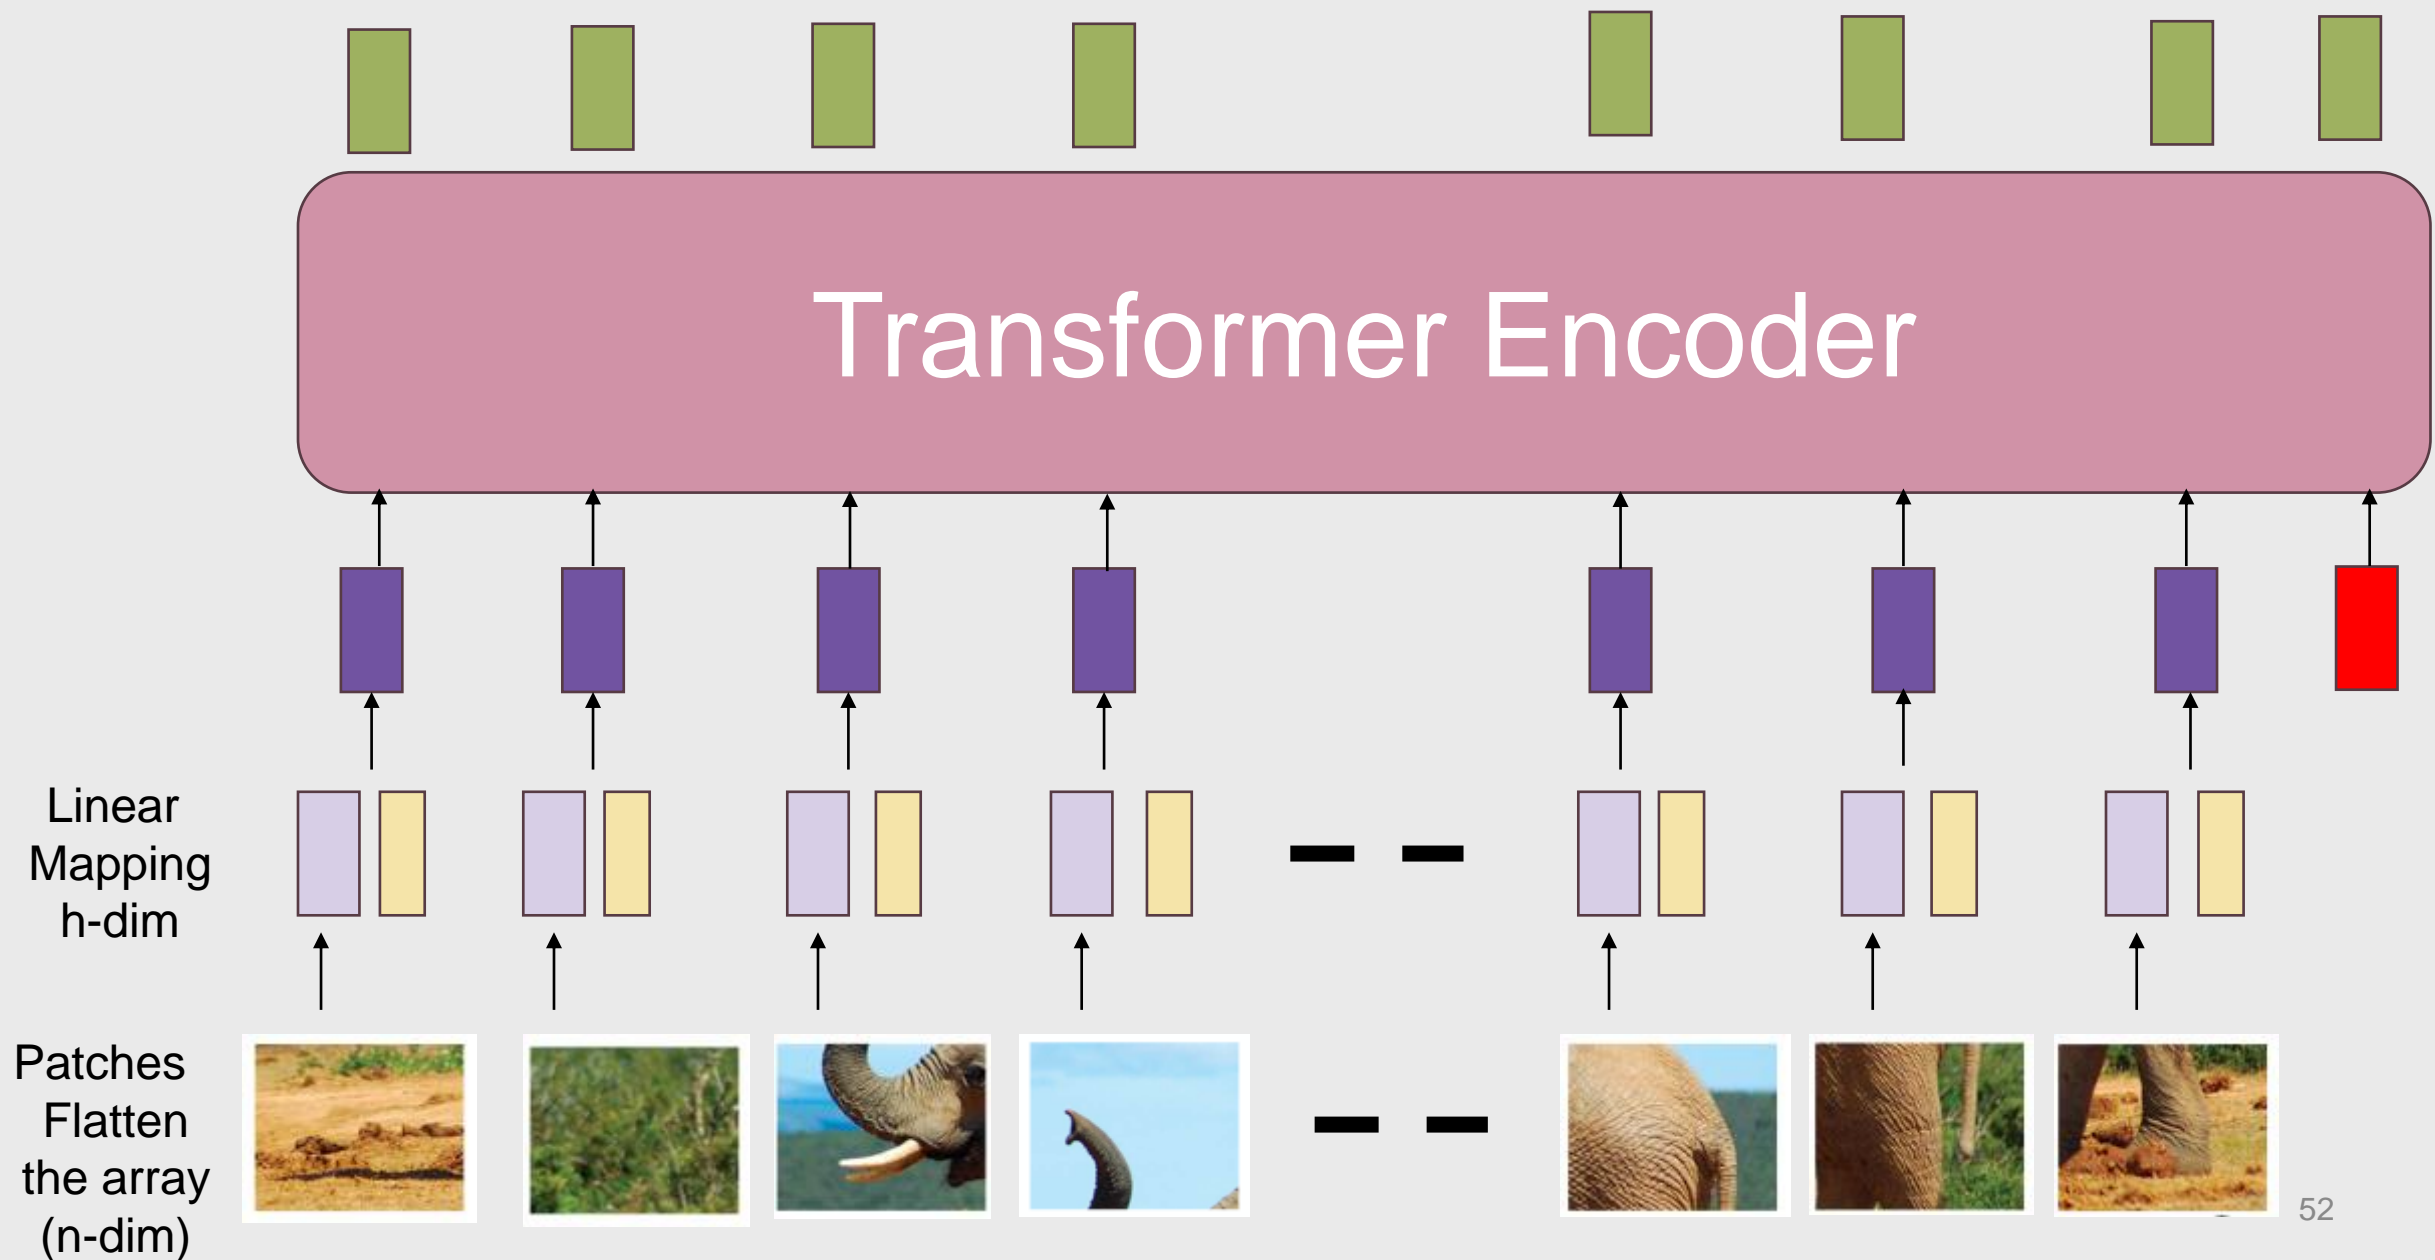 Transformer Encoder
Linear
Mapping
h-dim
Patches
Flatten
the array
(n-dim)
52